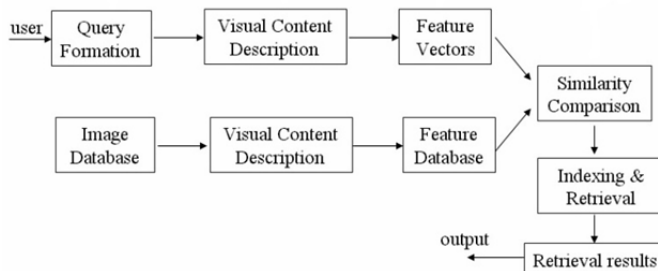 user
Query
Formation
Visual Content
Description
Feature
Vectors
Similarity
Comparison
Image
Database
Visual Content
Description
Feature
Database
Indexing &
Retrieval
output
Retrieval results